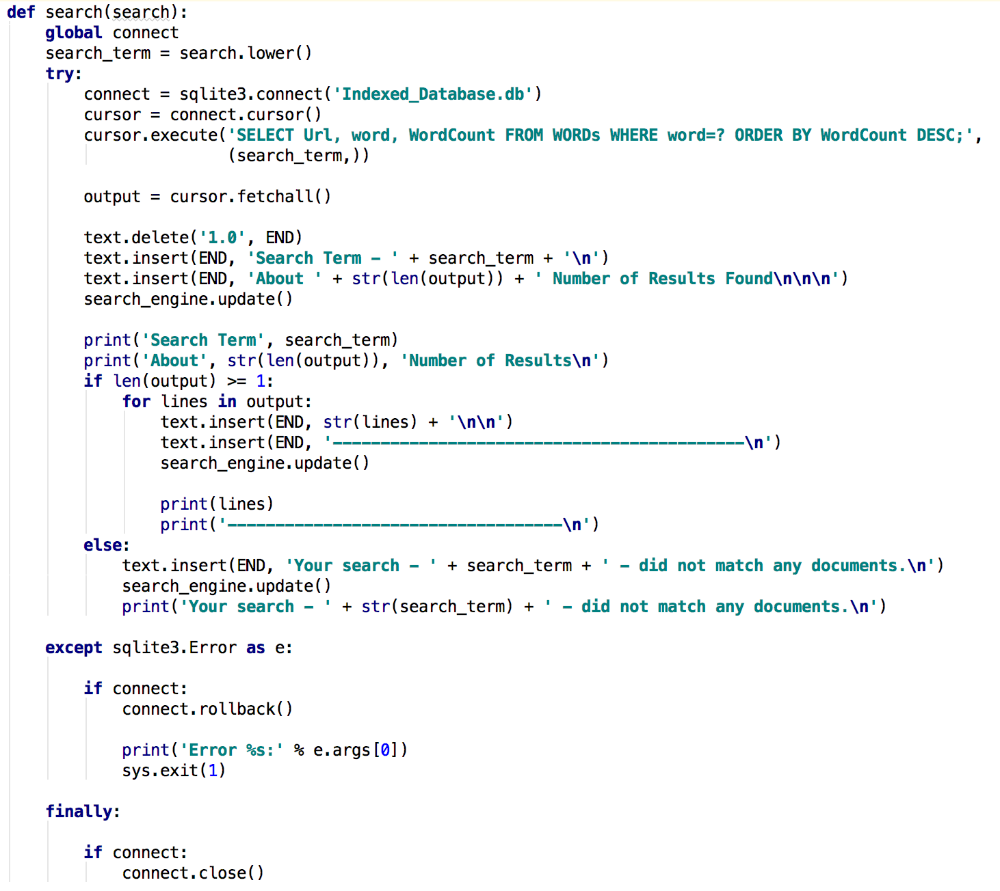 def search(search):
    global connect
    search_term = search.lower()
    try:
        connect = sqlite3.connect('Indexed_Database.db')
        cursor = connect.cursor()
        cursor.execute('SELECT Url, word, WordCount FROM WORDs WHERE word=? ORDER BY WordCount DESC;',
                       (search_term,))

        output = cursor.fetchall()

        text.delete('1.0', END)
        text.insert(END, 'Search Term - ' + search_term + '\n')
        text.insert(END, 'About ' + str(len(output)) + ' Number of Results Found\n\n\n')
        search_engine.update()

        print('Search Term', search_term)
        print('About', str(len(output)), 'Number of Results\n')
        if len(output) >= 1:
            for lines in output:
                text.insert(END, str(lines) + '\n\n')
                text.insert(END, '-------------------------------------------\n')
                search_engine.update()

                print(lines)
                print('-----------------------------------\n')
        else:
            text.insert(END, 'Your search - ' + search_term + ' - did not match any documents.\n')
            search_engine.update()
            print('Your search - ' + str(search_term) + ' - did not match any documents.\n')

    except sqlite3.Error as e:

        if connect:
            connect.rollback()

            print('Error %s:' % e.args[0])
            sys.exit(1)

    finally:

        if connect:
            connect.close()